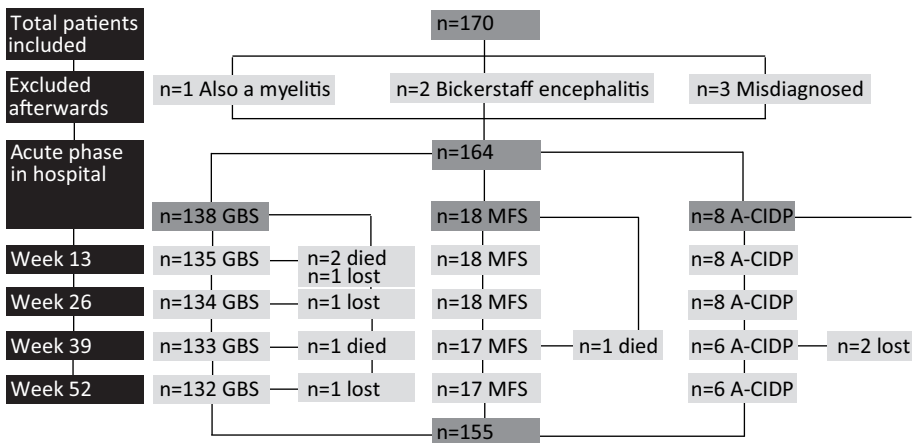 Total patients
included
n=170
Excluded
afterwards
n=1 Also a myelitis
n=2 Bickerstaff encephalitis
n=3 Misdiagnosed
Acute phase
in hospital
n=164
n=138 GBS
n=18 MFS
n=8 A-CIDP
Week 13
n=135 GBS
n=2 died
n=1 lost
n=18 MFS
n=8 A-CIDP
Week 26
n=134 GBS
n=1 lost
n=18 MFS
n=8 A-CIDP
Week 39
n=133 GBS
n=1 died
n=17 MFS
n=1 died
n=6 A-CIDP
n=2 lost
Week 52
n=132 GBS
n=1 lost
n=17 MFS
n=6 A-CIDP
n=155